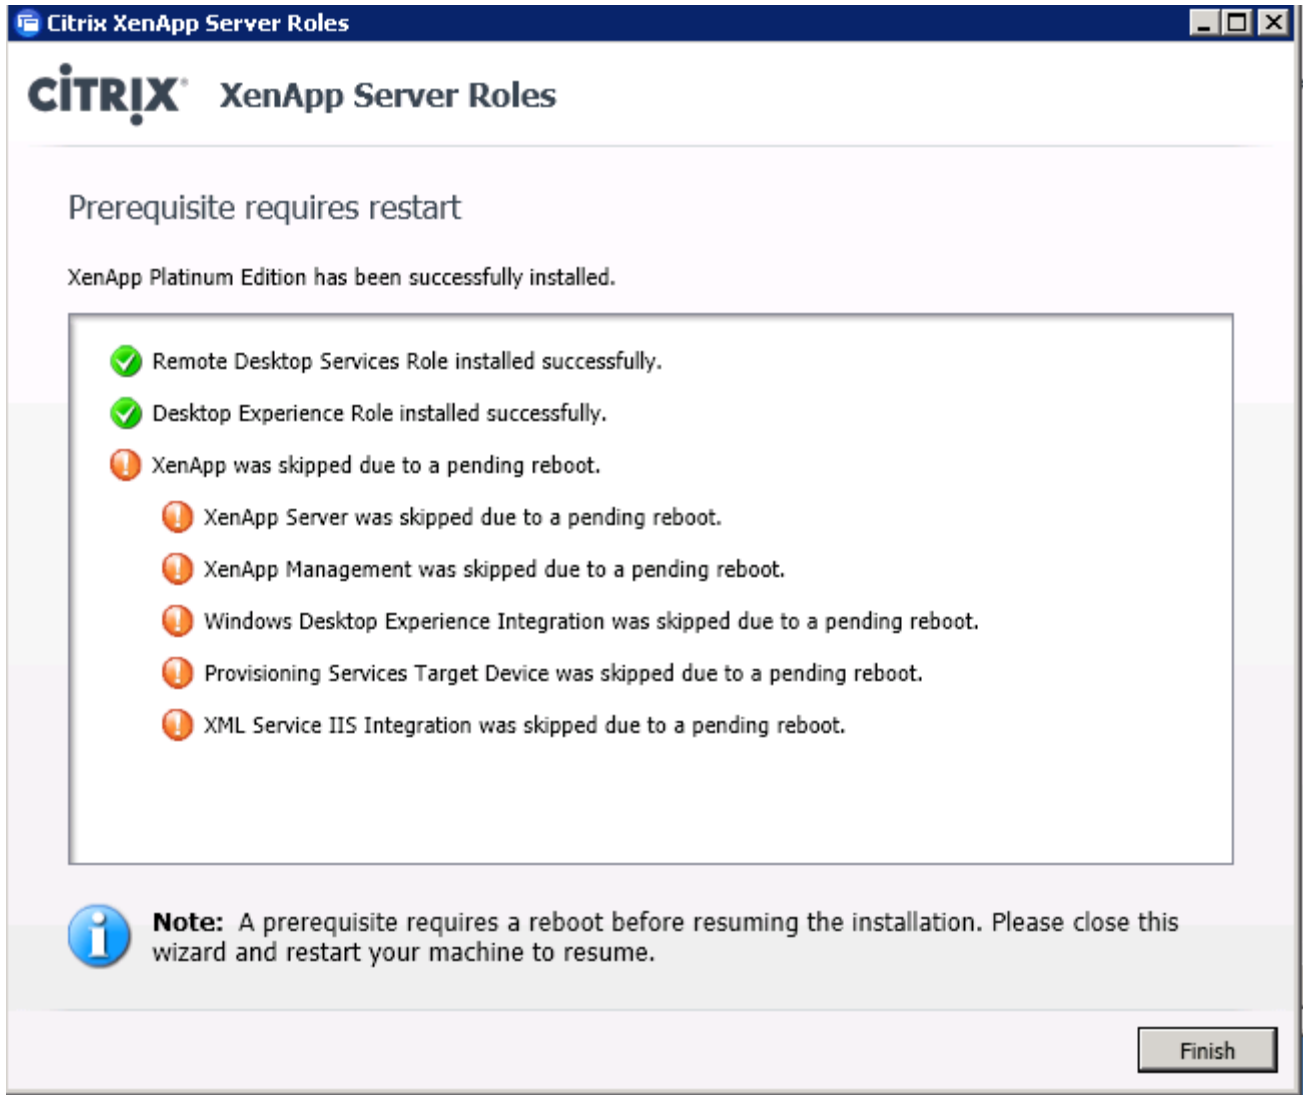 Citrix XenApp Server Roles
CITRIX® XenApp Server Roles
Prerequisite requires restart
XenApp Platinum Edition has been successfully installed.
Remote Desktop Services Role installed successfully.
Desktop Experience Role installed successfully.
XenApp was skipped due to a pending reboot.
XenApp Server was skipped due to a pending reboot.
XenApp Management was skipped due to a pending reboot.
Windows Desktop Experience Integration was skipped due to a pending reboot.
Provisioning Services Target Device was skipped due to a pending reboot.
XML Service IIS Integration was skipped due to a pending reboot.
Note: A prerequisite requires a reboot before resuming the installation. Please close this
wizard and restart your machine to resume.
Finish